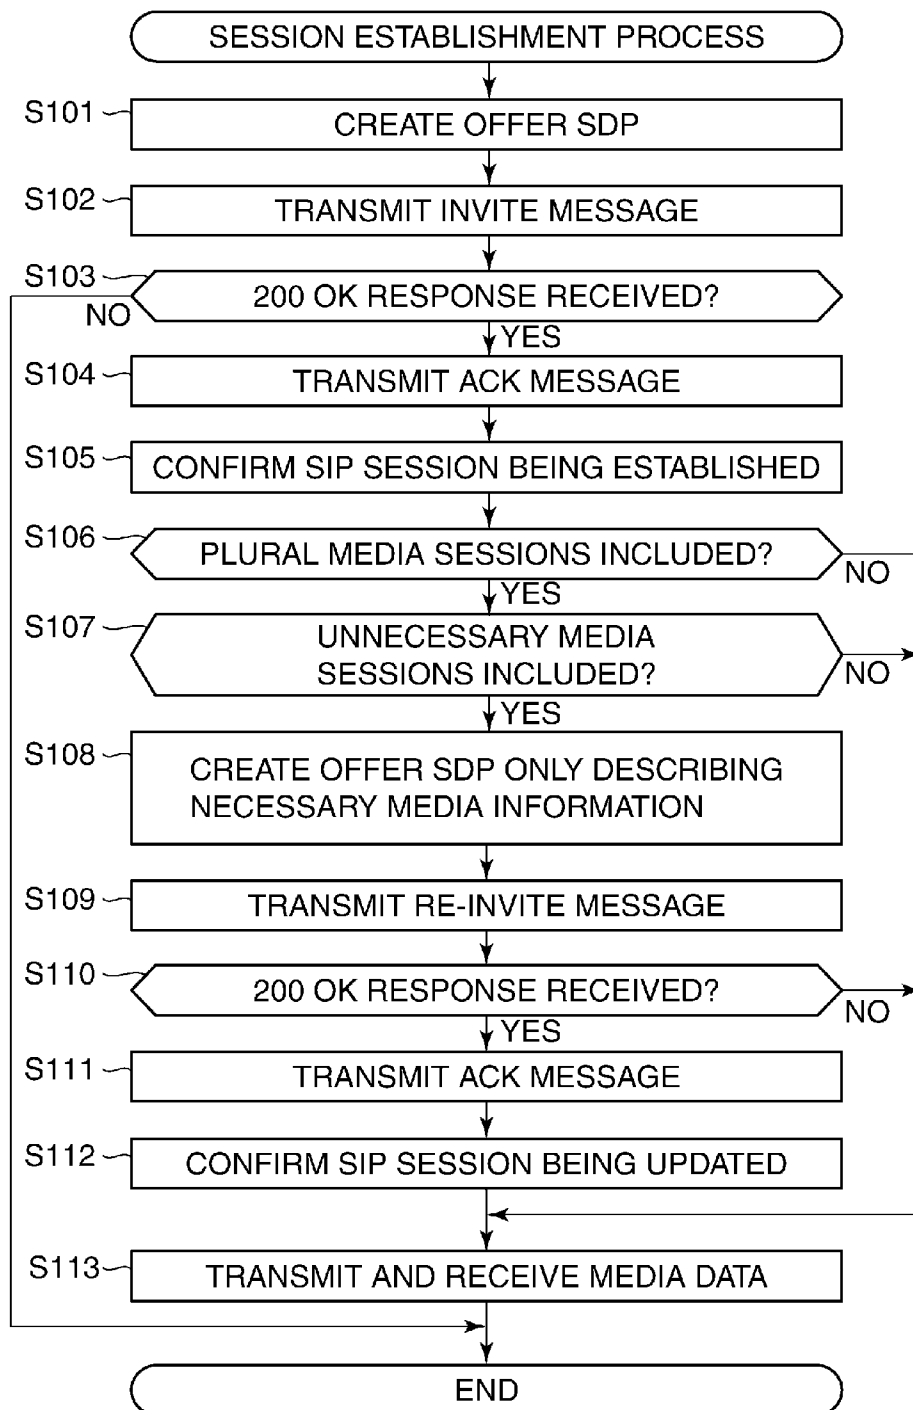 SESSION ESTABLISHMENT PROCESS
S101
CREATE OFFER SDP
S102
TRANSMIT INVITE MESSAGE
S103
200 OK RESPONSE RECEIVED?
NO
YES
S104
TRANSMIT ACK MESSAGE
S105
CONFIRM SIP SESSION BEING ESTABLISHED
S106
PLURAL MEDIA SESSIONS INCLUDED?
NO
YES
S107
UNNECESSARY MEDIA
SESSIONS INCLUDED?
NO
YES
S108
CREATE OFFER SDP ONLY DESCRIBING
NECESSARY MEDIA INFORMATION
S109
TRANSMIT RE-INVITE MESSAGE
S110
200 OK RESPONSE RECEIVED?
NO
YES
S111
TRANSMIT ACK MESSAGE
S112
CONFIRM SIP SESSION BEING UPDATED
S113
TRANSMIT AND RECEIVE MEDIA DATA
END